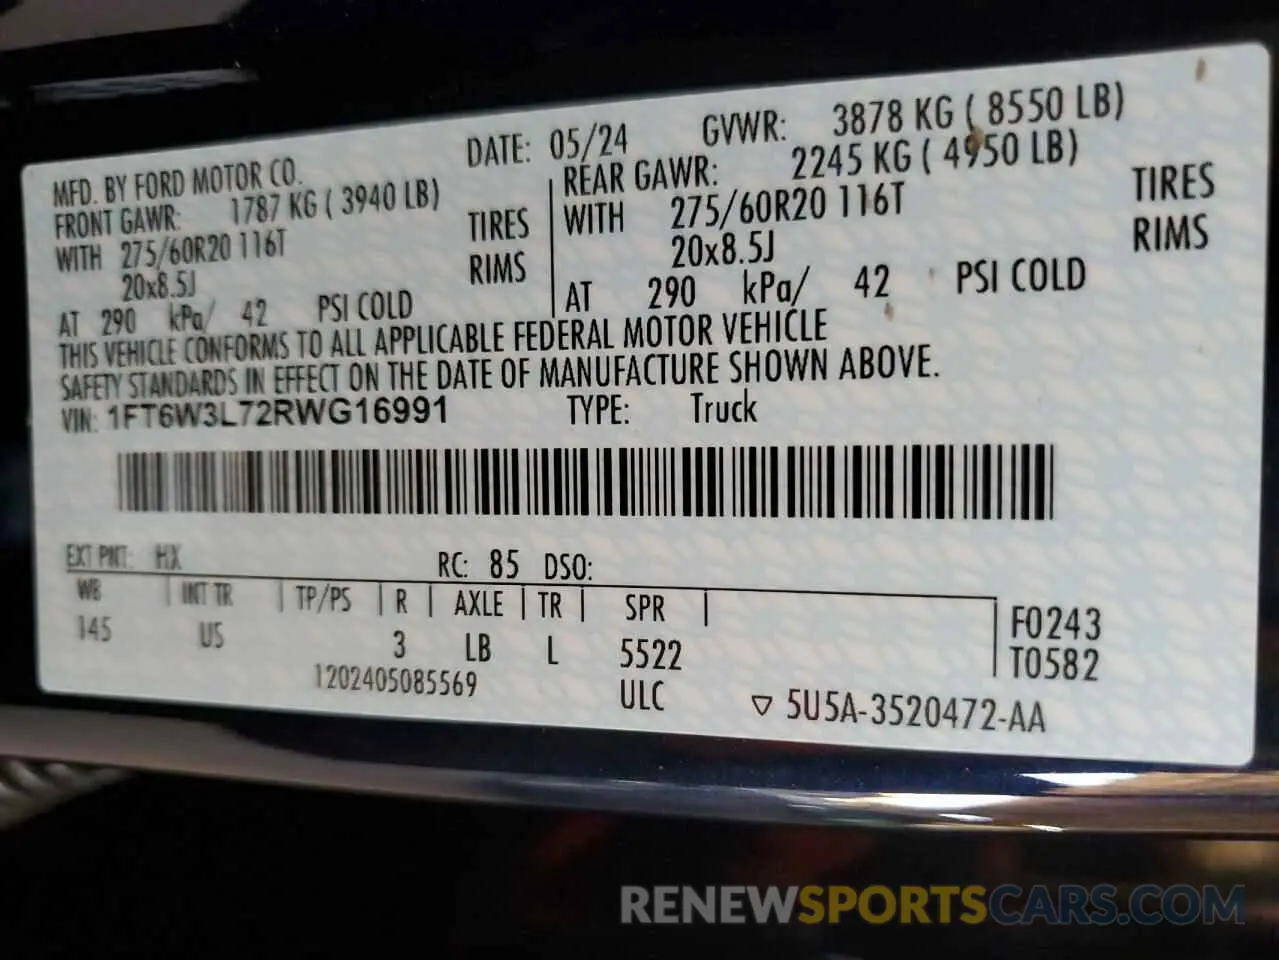 MFD. BY FORD MOTOR CO. DATE: 05/24 GVWR: 3878 KG ( 8550 LB)
FRONT GAWR: 1787 KG ( 3940 LB) REAR GAWR: 2245 KG ( 4950 LB)
WITH 275/60R20 116T TIRES WITH 275/60R20 116T TIRES
20x8.5J RIMS 20x8.5J RIMS
AT 290 kPa/ 42 PSI COLD AT 290 kPa/ 42 PSI COLD
THIS VEHICLE CONFORMS TO ALL APPLICABLE FEDERAL MOTOR VEHICLE
SAFETY STANDARDS IN EFFECT ON THE DATE OF MANUFACTURE SHOWN ABOVE.
VIN: 1FT6W3L72RWG16991 TYPE: Truck
EXT PNT: HX RC: 85 DSO:
WB | INT TR | TP/PS | R | AXLE | TR | SPR |
145 US 3 LB L 5522
F0243
T0582
1202405085569 ULC ▽ 5U5A-3520472-AA
RENEWSPORTSCARS.COM